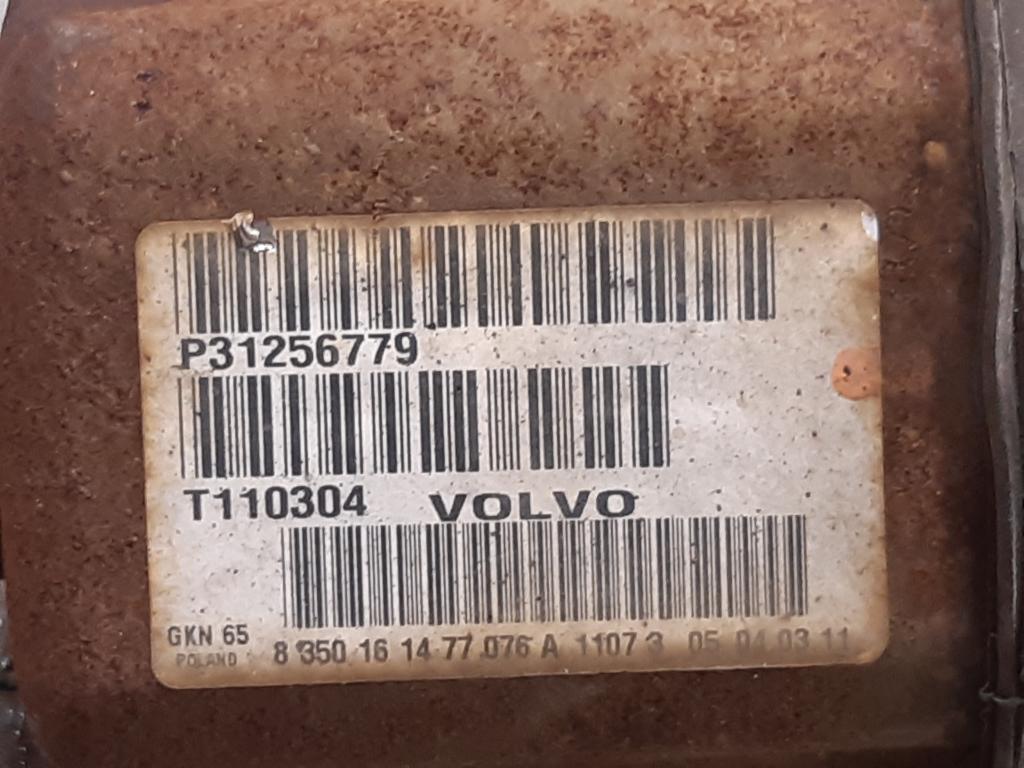 P31256779
T110304 VOLVO
GKN 65
POLAND
8 350 16 14 77 076 A 1107 3 05 04 03 11